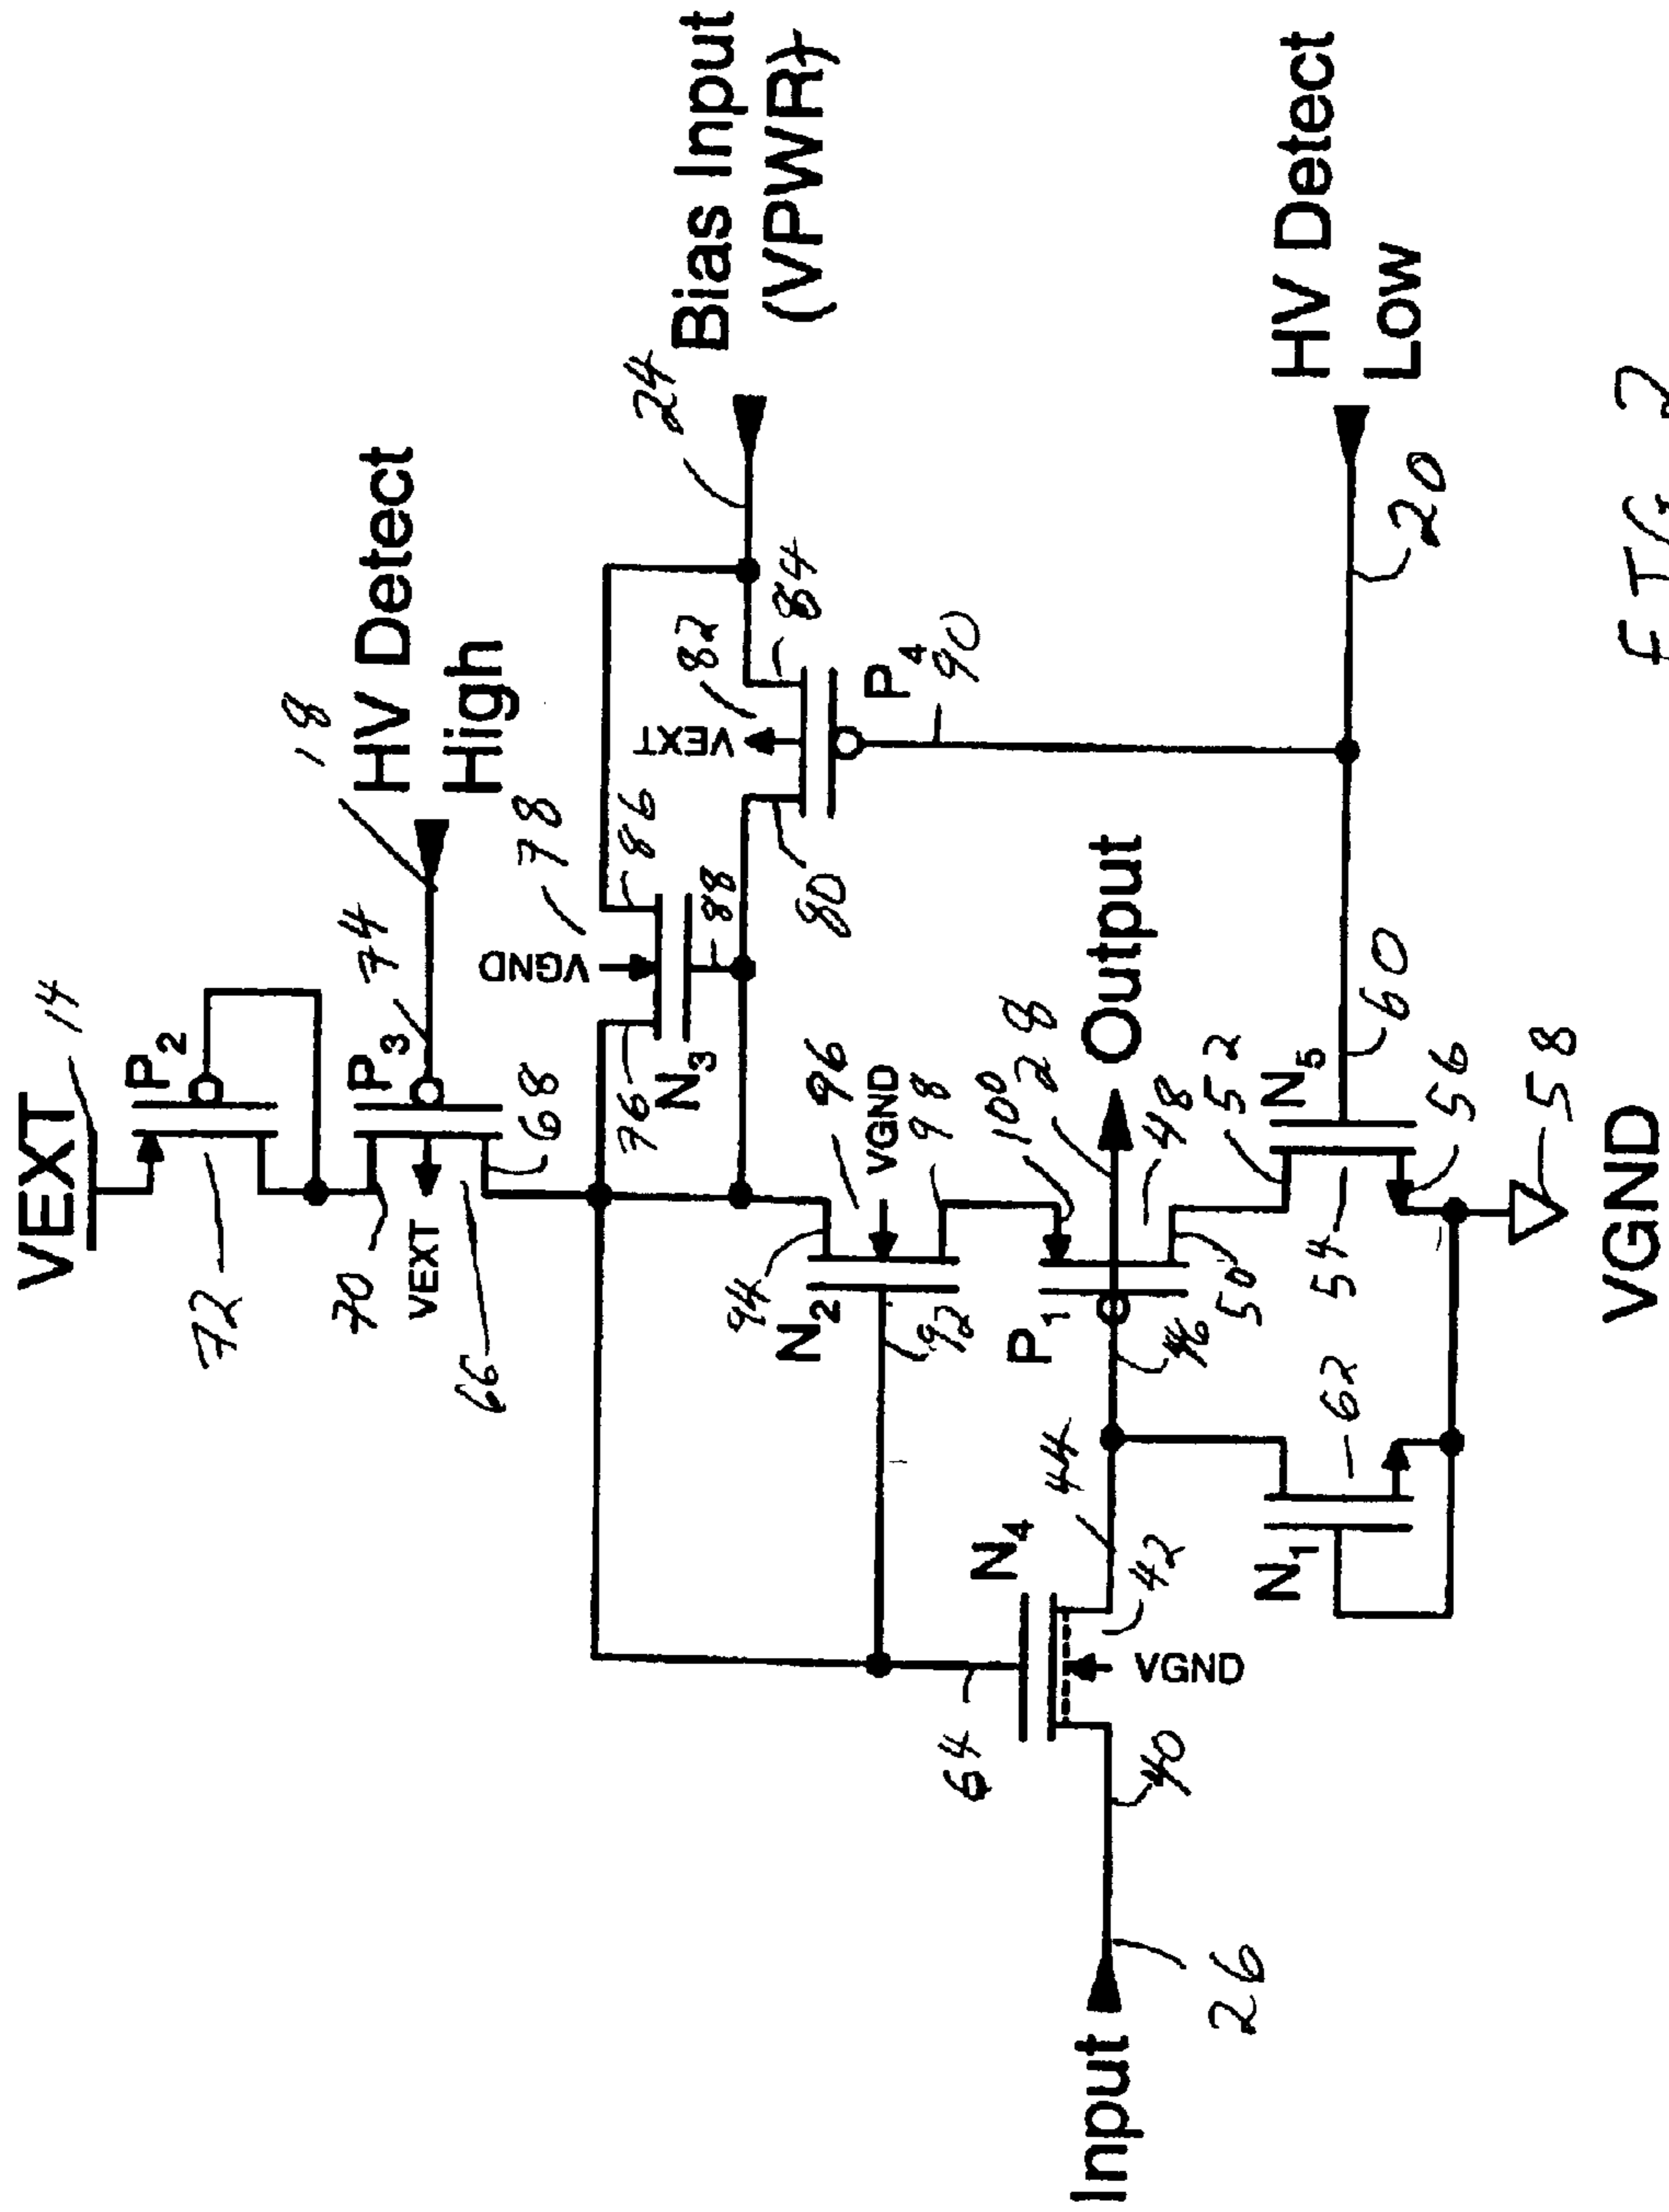 VEXT
14
P2
72
18
HV Detect
High
70
P3
74
VEXT
66
68
78
VGND
86
76
N3
88
24
Bias Input
(VPWR)
82
VEXT
84
80
P4
90
94
N2
92
96
VGND
98
100
28
Output
P1
46
48
50
52
64
N4
44
42
VGND
Input
26
40
N1
62
54
N5
56
60
58
VGND
20
HV Detect
Low
FIG 2